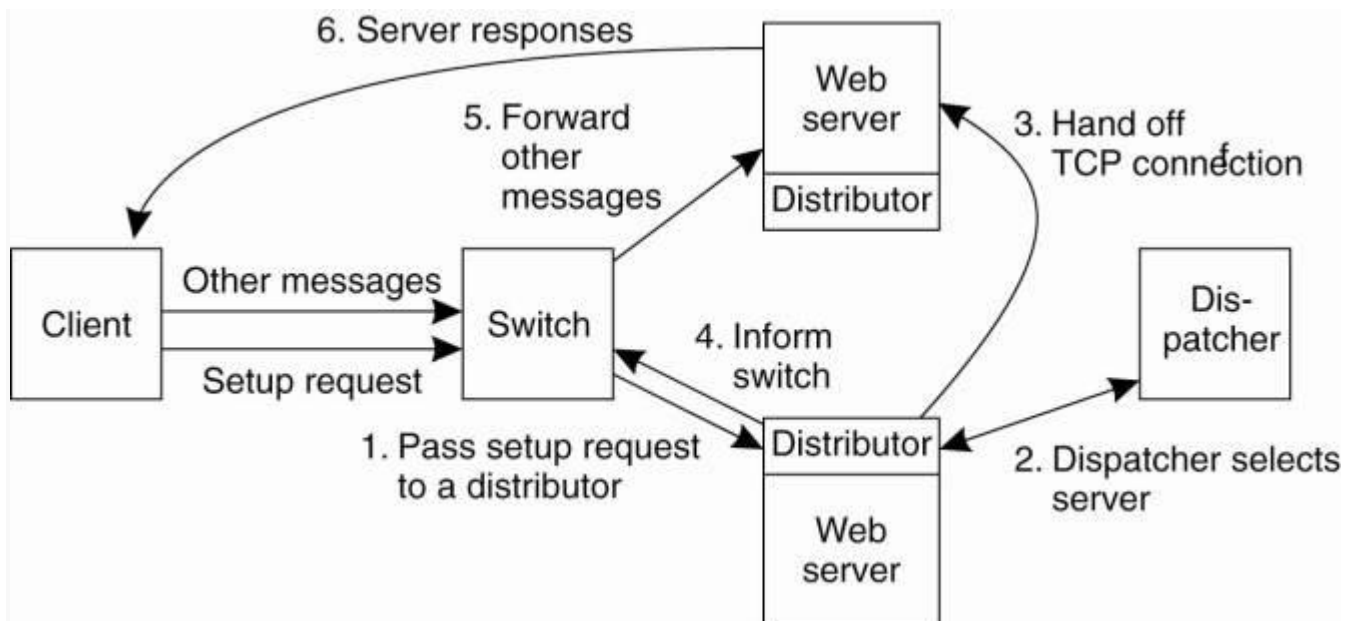 6. Server responses
Web
server
Distributor
5. Forward
other
messages
3. Hand off
TCP connection
f
Client
Other messages
Setup request
Switch
4. Inform
switch
Dis-
patcher
1. Pass setup request
to a distributor
Distributor
Web
server
2. Dispatcher selects
server